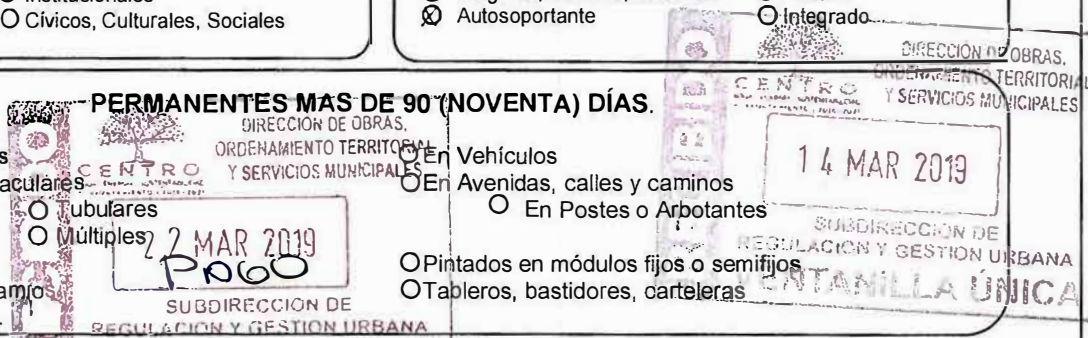 O Cívicos, Culturales, Sociales
Autosoportante
O Integrado
DIRECCIÓN DE OBRAS,
ORDENAMIENTO TERRITORIAL
Y SERVICIOS MUNICIPALES
CENTRO
14 MAR 2019
SUBDIRECCIÓN DE
REGULACION Y GESTION URBANA
VENTANILLA ÚNICA
PERMANENTES MAS DE 90 (NOVENTA) DÍAS.
DIRECCIÓN DE OBRAS,
ORDENAMIENTO TERRITORIAL
Y SERVICIOS MUNICIPALES
CENTRO
aculares
O Tubulares
O Múltiples
22 MAR 2019
PAGO
SUBDIRECCION DE
REGULACION Y GESTION URBANA
O En Vehículos
O En Avenidas, calles y caminos
O En Postes o Arbotantes
O Pintados en módulos fijos o semifijos
O Tableros, bastidores, carteleras